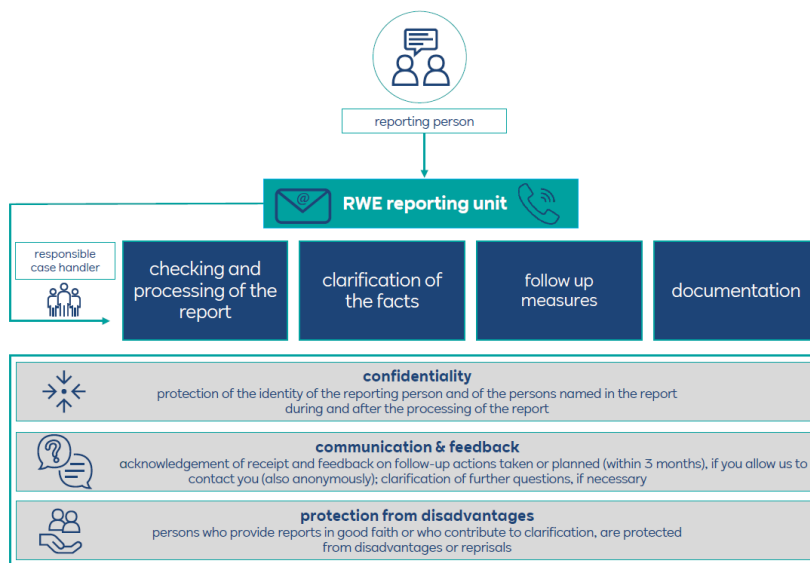 reporting person
@
RWE reporting unit
responsible
case handler
checking and
processing of the
report
clarification of
the facts
follow up
measures
documentation
confidentiality
protection of the identity of the reporting person and of the persons named in the report
during and after the processing of the report
?
communication & feedback
acknowledgement of receipt and feedback on follow-up actions taken or planned (within 3 months), if you allow us to
contact you (also anonymously); clarification of further questions, if necessary
protection from disadvantages
persons who provide reports in good faith or who contribute to clarification, are protected
from disadvantages or reprisals